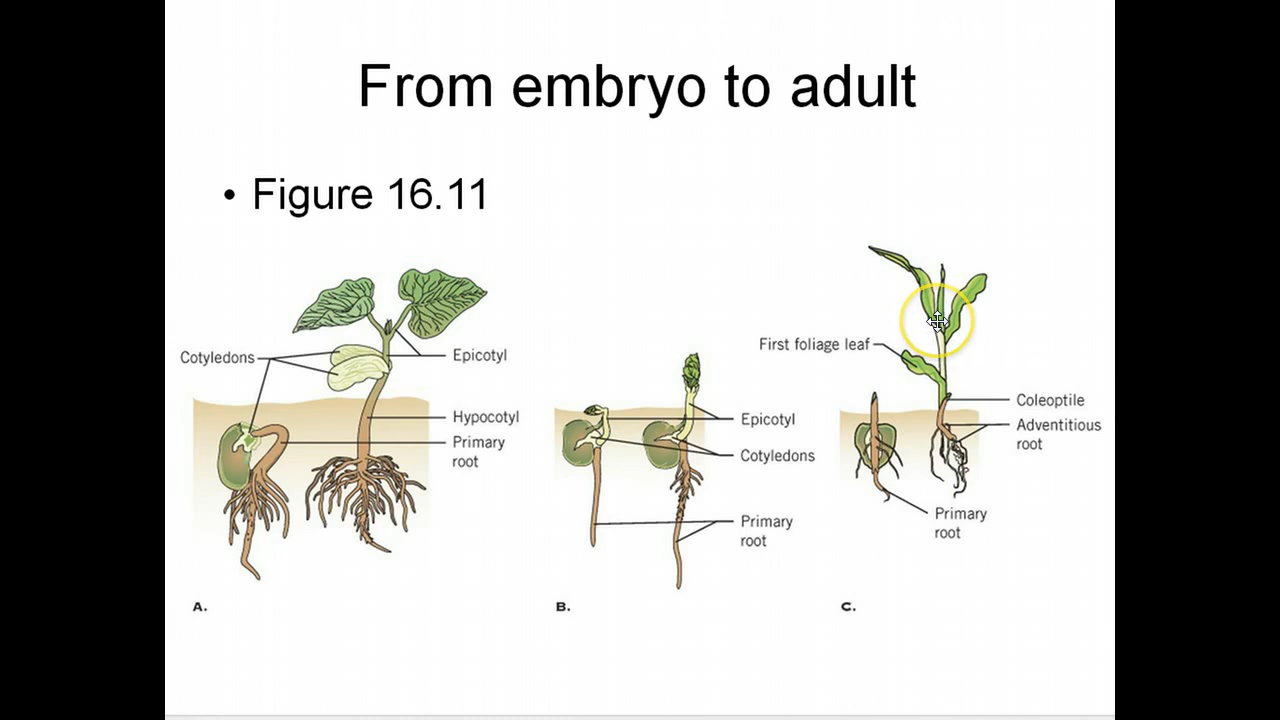 From embryo to adult
• Figure 16.11
Cotyledons
Epicotyl
Hypocotyl
Primary
root
A.
Epicotyl
Cotyledons
Primary
root
B.
First foliage leaf
Coleoptile
Adventitious
root
Primary
root
C.